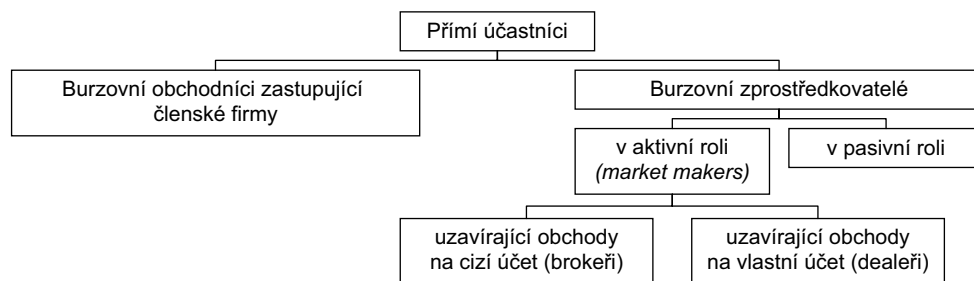 Přímí účastníci
Burzovní obchodníci zastupující
členské firmy
Burzovní zprostředkovatelé
v aktivní roli
(market makers)
v pasivní roli
uzavírající obchody
na cizí účet (brokeři)
uzavírající obchody
na vlastní účet (dealeři)